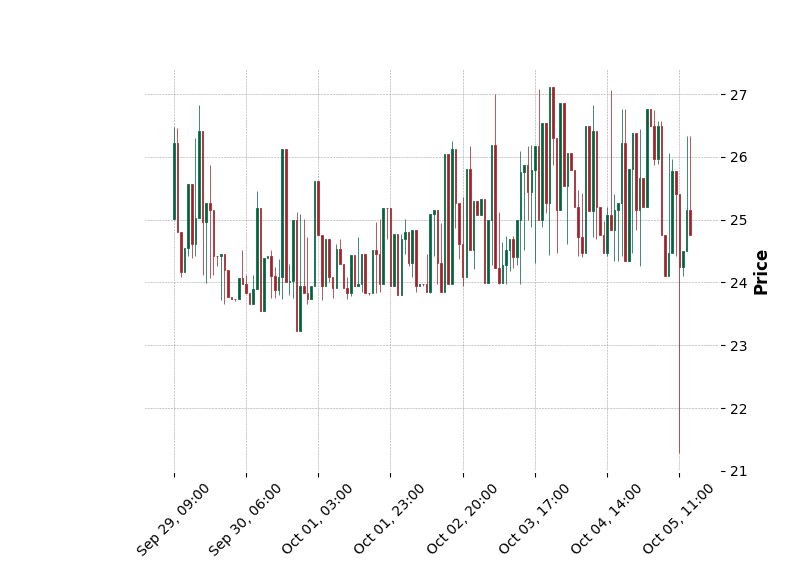 27
26
25
24
23
22
21
Price
Sep 29, 09:00
Sep 30, 06:00
Oct 01, 03:00
Oct 01, 23:00
Oct 02, 20:00
Oct 03, 17:00
Oct 04, 14:00
Oct 05, 11:00